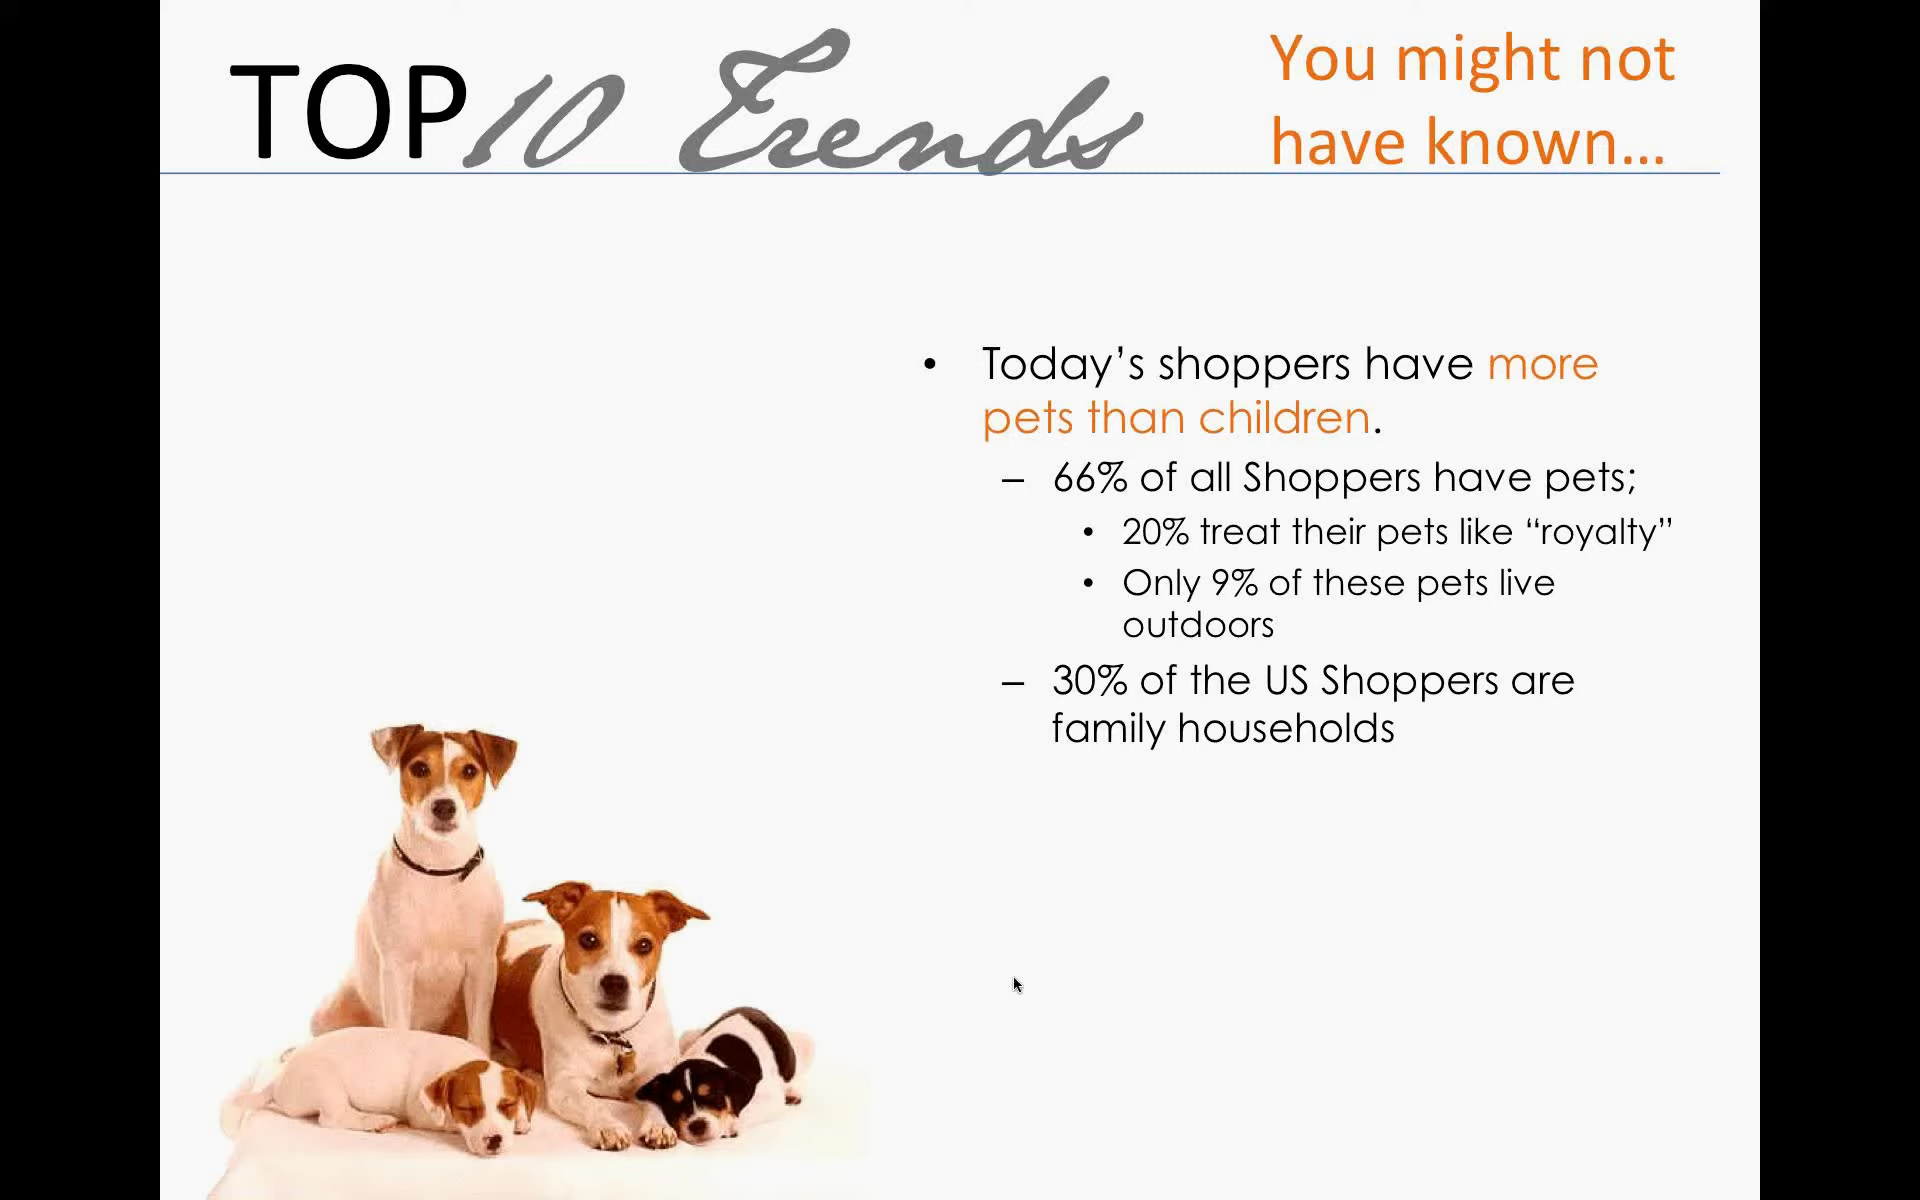 TOP10 Trends
You might not
have known...
• Today’s shoppers have more
pets than children.
– 66% of all Shoppers have pets;
• 20% treat their pets like “royalty”
• Only 9% of these pets live
outdoors
– 30% of the US Shoppers are
family households